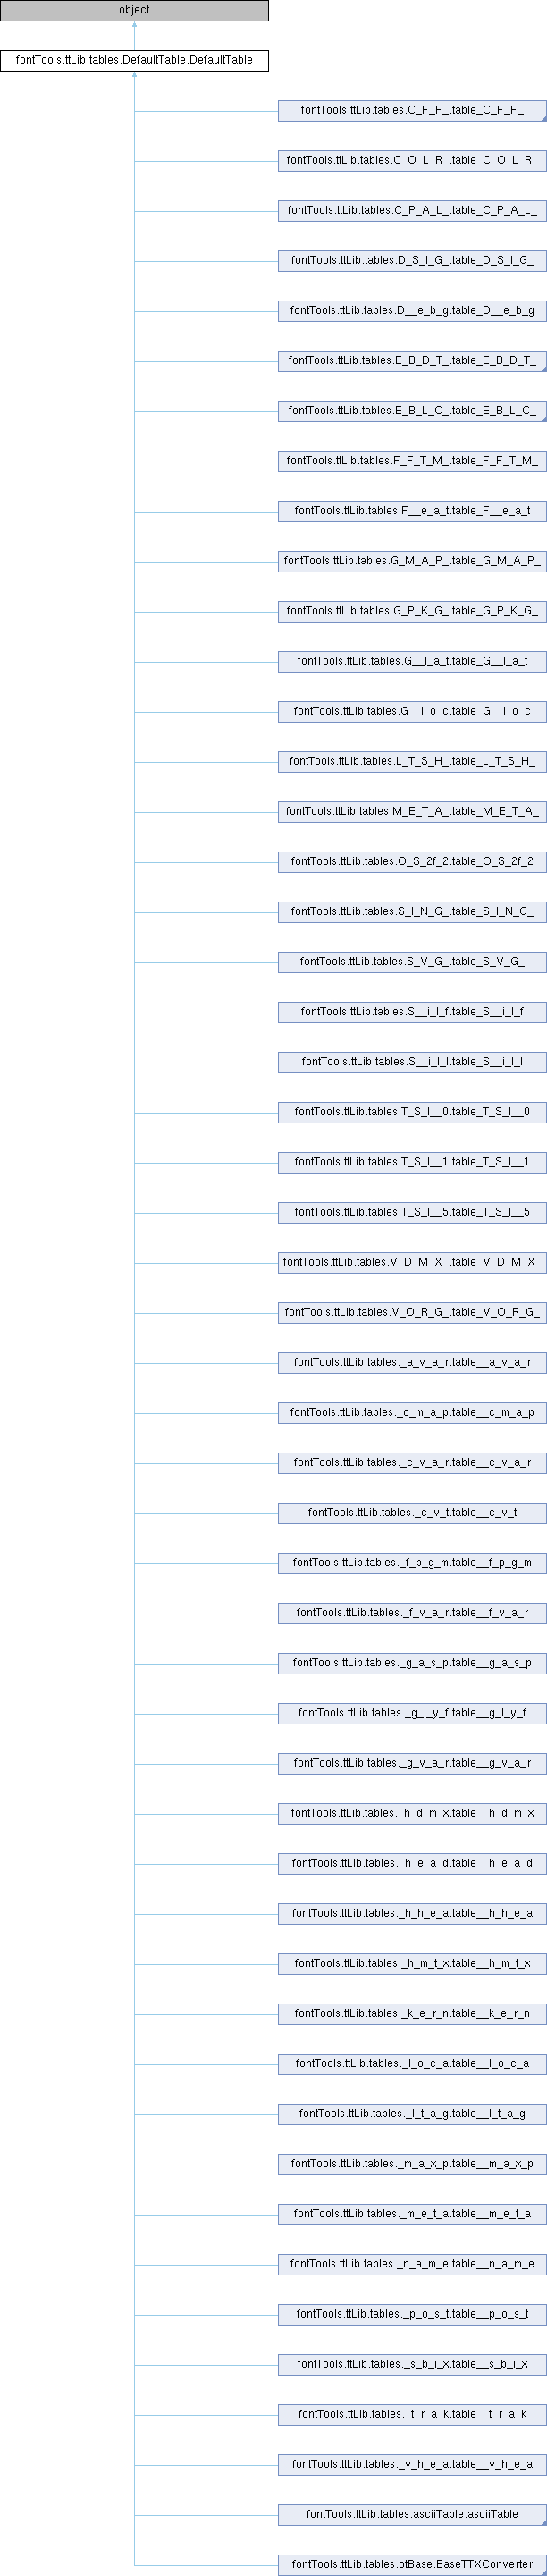 object
fontTools.ttLib.tables.DefaultTable.DefaultTable
fontTools.ttLib.tables.C_F_F_.table_C_F_F_
fontTools.ttLib.tables.C_O_L_R_.table_C_O_L_R_
fontTools.ttLib.tables.C_P_A_L_.table_C_P_A_L_
fontTools.ttLib.tables.D_S_I_G_.table_D_S_I_G_
fontTools.ttLib.tables.D__e_b_g.table_D__e_b_g
fontTools.ttLib.tables.E_B_D_T_.table_E_B_D_T_
fontTools.ttLib.tables.E_B_L_C_.table_E_B_L_C_
fontTools.ttLib.tables.F_F_T_M_.table_F_F_T_M_
fontTools.ttLib.tables.F__e_a_t.table_F__e_a_t
fontTools.ttLib.tables.G_M_A_P_.table_G_M_A_P_
fontTools.ttLib.tables.G_P_K_G_.table_G_P_K_G_
fontTools.ttLib.tables.G__l_a_t.table_G__l_a_t
fontTools.ttLib.tables.G__l_o_c.table_G__l_o_c
fontTools.ttLib.tables.L_T_S_H_.table_L_T_S_H_
fontTools.ttLib.tables.M_E_T_A_.table_M_E_T_A_
fontTools.ttLib.tables.O_S_2f_2.table_O_S_2f_2
fontTools.ttLib.tables.S_I_N_G_.table_S_I_N_G_
fontTools.ttLib.tables.S_V_G_.table_S_V_G_
fontTools.ttLib.tables.S__i_l_f.table_S__i_l_f
fontTools.ttLib.tables.S__i_l_l.table_S__i_l_l
fontTools.ttLib.tables.T_S_I__0.table_T_S_I__0
fontTools.ttLib.tables.T_S_I__1.table_T_S_I__1
fontTools.ttLib.tables.T_S_I__5.table_T_S_I__5
fontTools.ttLib.tables.V_D_M_X_.table_V_D_M_X_
fontTools.ttLib.tables.V_O_R_G_.table_V_O_R_G_
fontTools.ttLib.tables._a_v_a_r.table__a_v_a_r
fontTools.ttLib.tables._c_m_a_p.table__c_m_a_p
fontTools.ttLib.tables._c_v_a_r.table__c_v_a_r
fontTools.ttLib.tables._c_v_t.table__c_v_t
fontTools.ttLib.tables._f_p_g_m.table__f_p_g_m
fontTools.ttLib.tables._f_v_a_r.table__f_v_a_r
fontTools.ttLib.tables._g_a_s_p.table__g_a_s_p
fontTools.ttLib.tables._g_l_y_f.table__g_l_y_f
fontTools.ttLib.tables._g_v_a_r.table__g_v_a_r
fontTools.ttLib.tables._h_d_m_x.table__h_d_m_x
fontTools.ttLib.tables._h_e_a_d.table__h_e_a_d
fontTools.ttLib.tables._h_h_e_a.table__h_h_e_a
fontTools.ttLib.tables._h_m_t_x.table__h_m_t_x
fontTools.ttLib.tables._k_e_r_n.table__k_e_r_n
fontTools.ttLib.tables._l_o_c_a.table__l_o_c_a
fontTools.ttLib.tables._l_t_a_g.table__l_t_a_g
fontTools.ttLib.tables._m_a_x_p.table__m_a_x_p
fontTools.ttLib.tables._m_e_t_a.table__m_e_t_a
fontTools.ttLib.tables._n_a_m_e.table__n_a_m_e
fontTools.ttLib.tables._p_o_s_t.table__p_o_s_t
fontTools.ttLib.tables._s_b_i_x.table__s_b_i_x
fontTools.ttLib.tables._t_r_a_k.table__t_r_a_k
fontTools.ttLib.tables._v_h_e_a.table__v_h_e_a
fontTools.ttLib.tables.asciiTable.asciiTable
fontTools.ttLib.tables.otBase.BaseTTXConverter